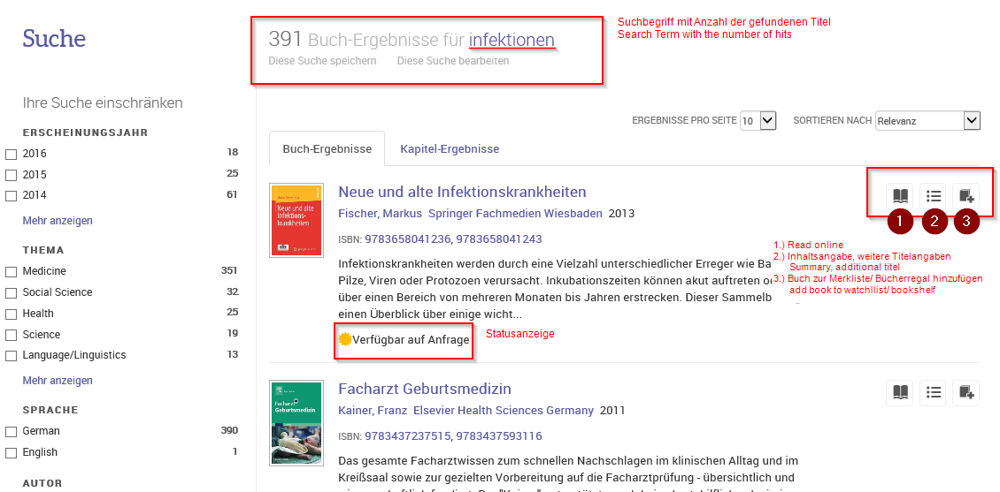 Suche
Ihre Suche einschränken
ERSCHEINUNGSJAHR
2016 18
2015 25
2014 61
Mehr anzeigen
THEMA
Medicine 351
Social Science 32
Health 25
Science 19
Language/Linguistics 13
Mehr anzeigen
SPRACHE
German 390
English 1
AUTOR
391 Buch-Ergebnisse für infektionen
Diese Suche speichern Diese Suche bearbeiten
Suchbegriff mit Anzahl der gefundenen Titel
Search Term with the number of hits
ERGEBNISSE PRO SEITE 10 SORTIEREN NACH Relevanz
Buch-Ergebnisse Kapitel-Ergebnisse
Neue und alte Infektionskrankheiten
Fischer, Markus Springer Fachmedien Wiesbaden 2013
ISBN: 9783658041236, 9783658041243
Infektionskrankheiten werden durch eine Vielzahl unterschiedlicher Erreger wie Ba
Pilze, Viren oder Protozoen verursacht. Inkubationszeiten können akut auftreten od
über einen Bereich von mehreren Monaten bis Jahren erstrecken. Dieser Sammelb
einen Überblick über einige wicht...
Verfügbar auf Anfrage
Statusanzeige
Neue und alte
Infektions-
krankheiten
1 2 3
1.) Read online
2.) Inhaltsangabe, weitere Titelangaben
Summary, additional titel
3.) Buch zur Merkliste/ Bücherregal hinzufügen
add book to watchllist/ bookshelf
Facharzt Geburtsmedizin
Kainer, Franz Elsevier Health Sciences Germany 2011
ISBN: 9783437237515, 9783437593116
Das gesamte Facharztwissen zum schnellen Nachschlagen im klinischen Alltag und im
Kreißsaal sowie zur gezielten Vorbereitung auf die Facharztprüfung - übersichtlich und
Facharzt
Geburtsmedizin